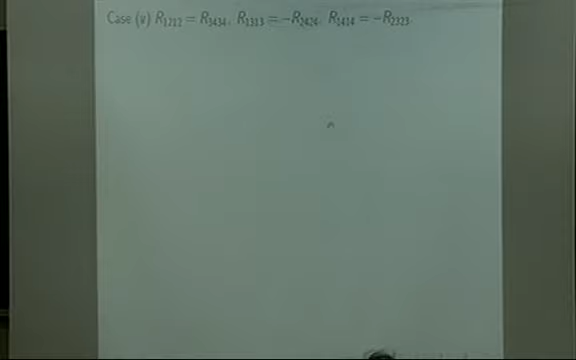 Case (v) R₁₂₁₂ = R₃₄₃₄, R₁₃₁₃ = −R₂₄₂₄, R₁₄₁₄ = −R₂₃₂₃